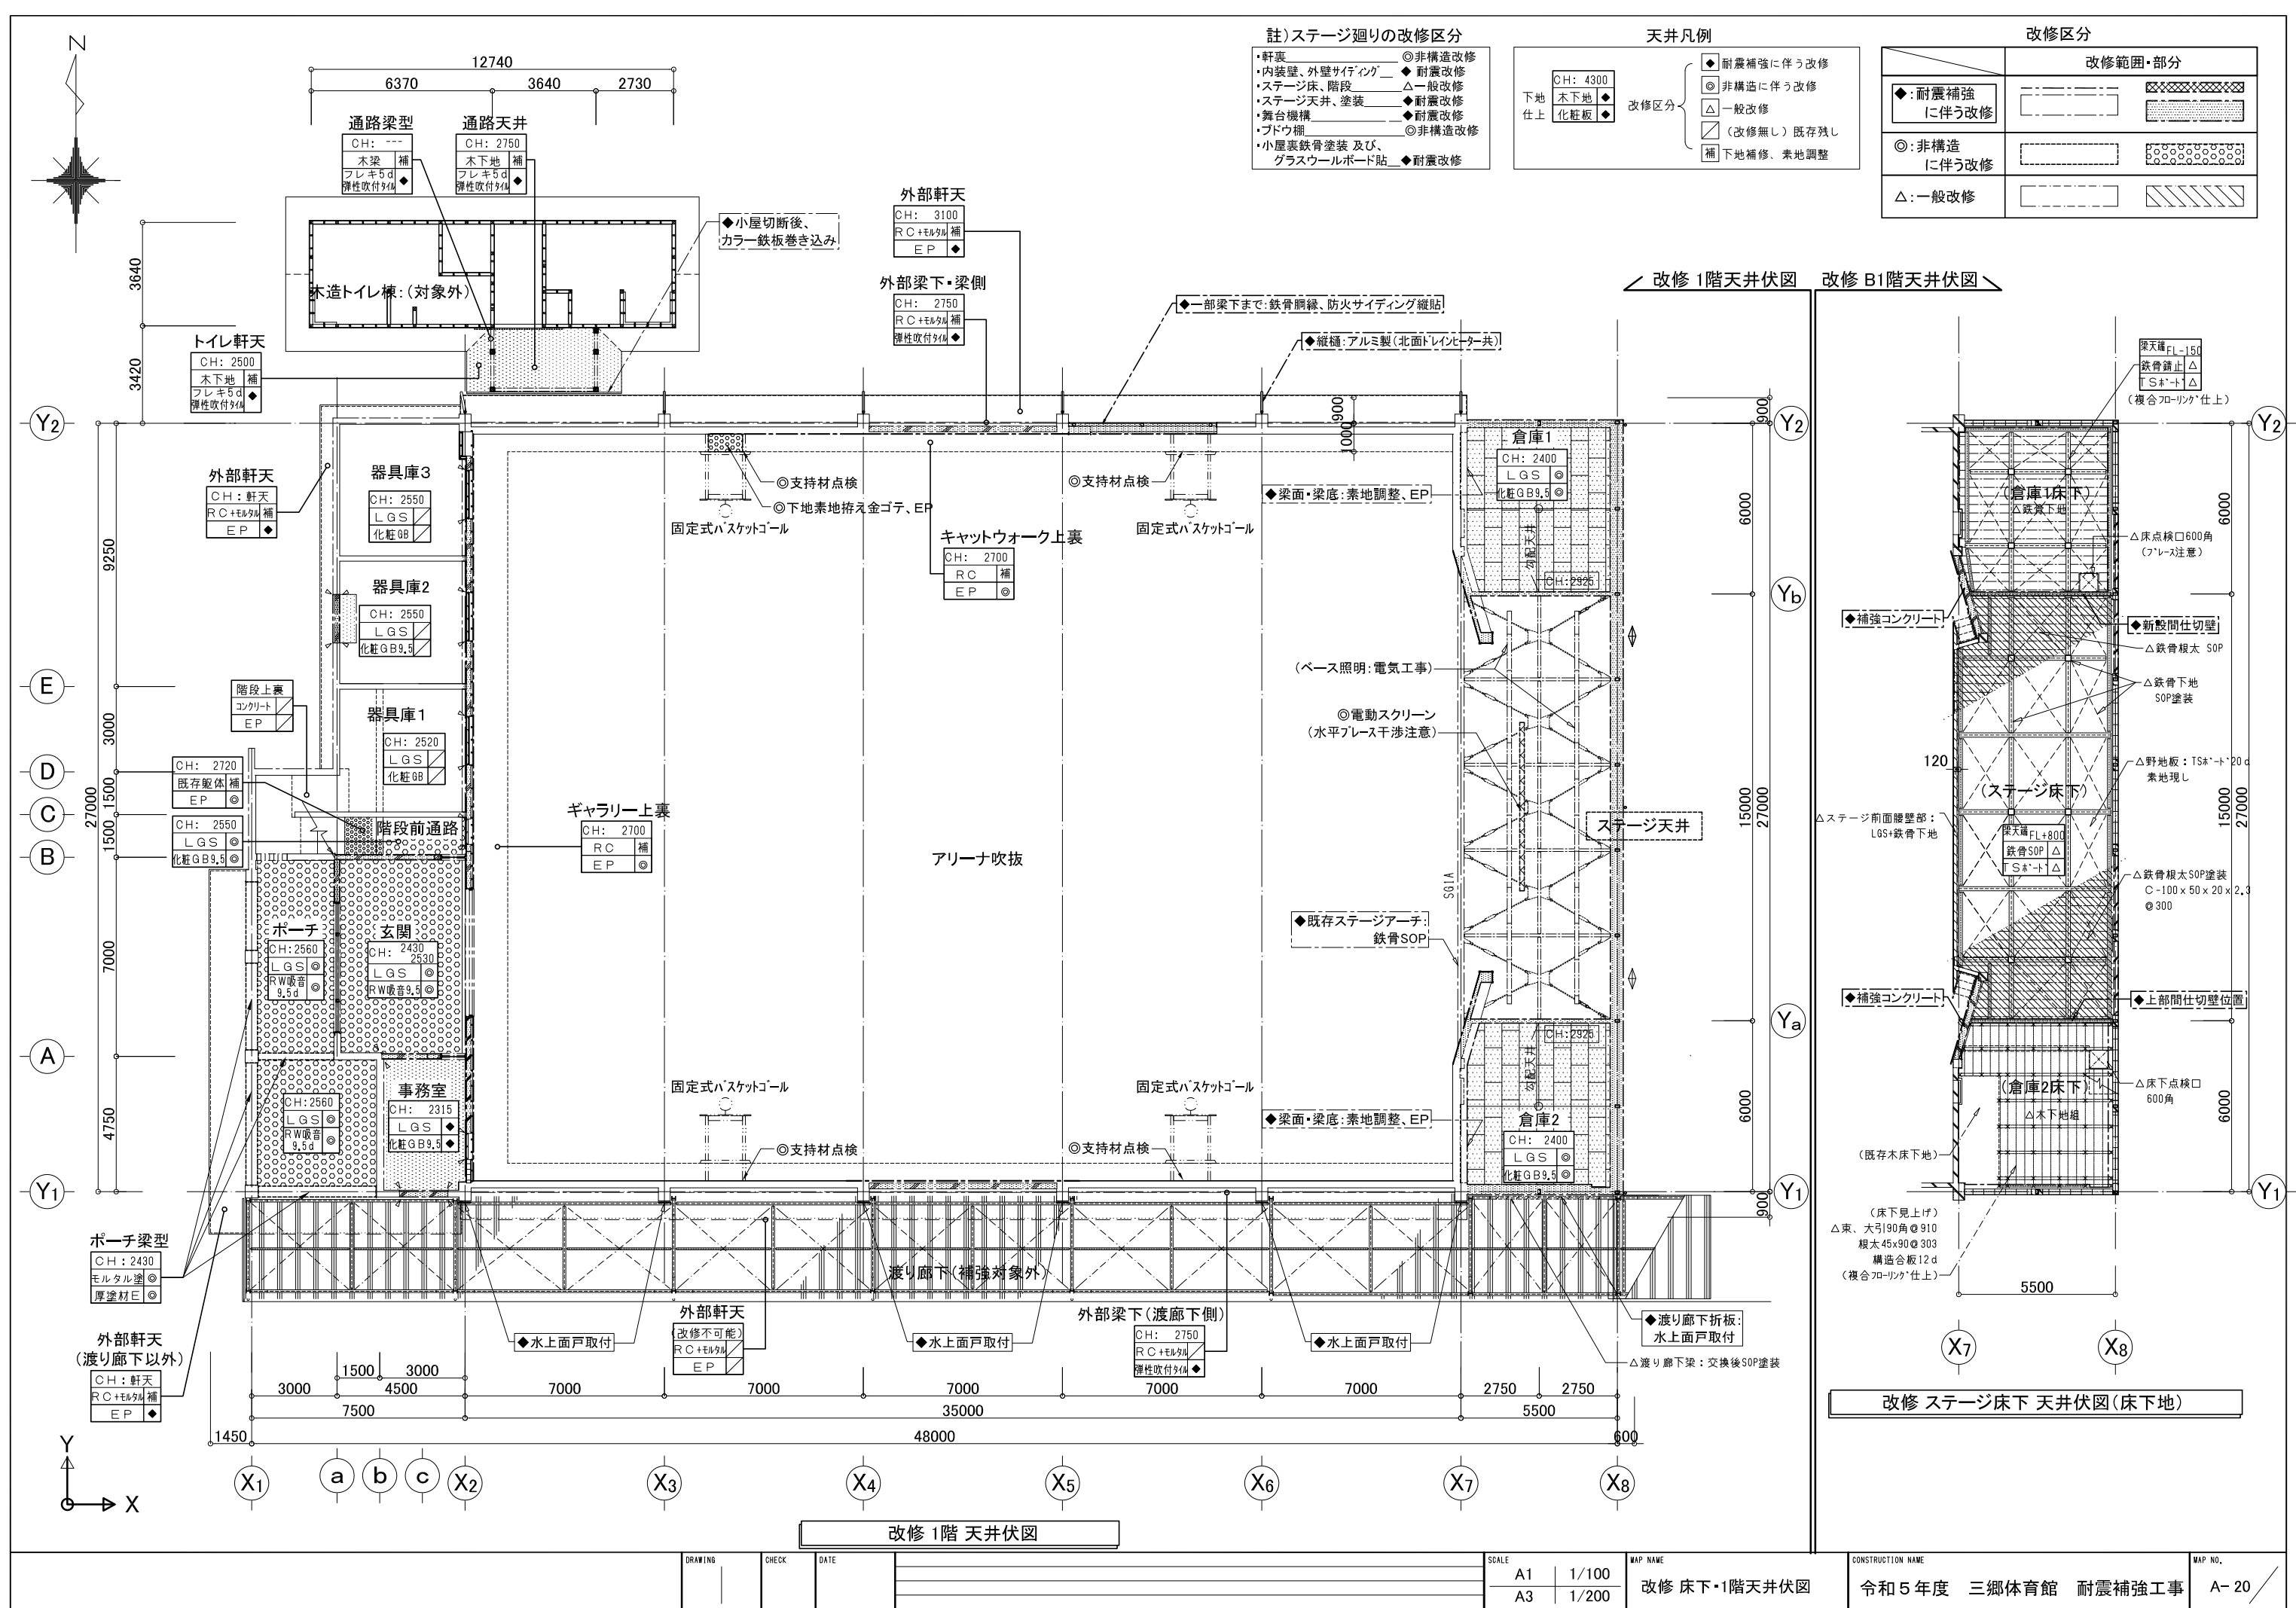 N
12740
6370
3640
2730
通路梁型
CH: ---
木梁 補
フレキ5d
弾性吹付タイル ◆
通路天井
CH: 2750
木下地 補
フレキ5d
弾性吹付タイル ◆
◆小屋切断後、
カラー鉄板巻き込み
木造トイレ棟:(対象外)
3640
3420
トイレ軒天
CH: 2500
木下地 補
フレキ5d
弾性吹付タイル ◆
外部軒天
CH: 3100
RC+モルタル 補
EP ◆
外部梁下・梁側
CH: 2750
RC+モルタル 補
弾性吹付タイル ◆
◆一部梁下まで:鉄骨胴縁、防火サイディング縦貼
◆縦樋:アルミ製(北面ドレインヒーター共)
註)ステージ廻りの改修区分
・軒裏 ◎非構造改修
・内装壁、外壁サイディング ◆耐震改修
・ステージ床、階段 △一般改修
・ステージ天井、塗装 ◆耐震改修
・舞台機構 ◆耐震改修
・ブドウ棚 ◎非構造改修
・小屋裏鉄骨塗装 及び、
グラスウールボード貼 ◆耐震改修
天井凡例
CH: 4300
下地 木下地 ◆
仕上 化粧板 ◆
改修区分
◆ 耐震補強に伴う改修
◎ 非構造に伴う改修
△ 一般改修
(改修無し)既存残し
補 下地補修、素地調整
改修区分
改修範囲・部分
◆:耐震補強
に伴う改修
◎:非構造
に伴う改修
△:一般改修
改修 1階天井伏図
改修 B1階天井伏図
Y2
9250
E
3000
D
1500
C
1500
B
7000
A
4750
Y1
27000
外部軒天
CH:軒天
RC+モルタル 補
EP ◆
器具庫3
CH: 2550
LGS
化粧GB
器具庫2
CH: 2550
LGS
化粧GB9.5
階段上裏
コンクリート
EP
器具庫1
CH: 2520
LGS
化粧GB
CH: 2720
既存躯体 補
EP ◎
CH: 2550
LGS ◎
化粧GB9.5 ◎
階段前通路
ポーチ
CH:2560
LGS ◎
RW吸音
9.5d ◎
玄関
CH: 2430
2530
LGS ◎
RW吸音9.5 ◎
CH:2560
LGS ◎
RW吸音
9.5d ◎
事務室
CH: 2315
LGS ◆
化粧GB9.5 ◆
ポーチ梁型
CH:2430
モルタル塗 ◎
厚塗材E ◎
外部軒天
(渡り廊下以外)
CH:軒天
RC+モルタル 補
EP ◆
◎支持材点検
◎下地素地拵え金ゴテ、EP
固定式バスケットゴール
◎支持材点検
固定式バスケットゴール
キャットウォーク上裏
CH: 2700
RC 補
EP ◎
ギャラリー上裏
CH: 2700
RC 補
EP ◎
アリーナ吹抜
固定式バスケットゴール
◎支持材点検
固定式バスケットゴール
◎支持材点検
900
1000
倉庫1
CH: 2400
LGS ◎
化粧GB9.5 ◎
◆梁面・梁底:素地調整、EP
勾配天井
CH:2925
(ベース照明:電気工事)
◎電動スクリーン
(水平ブレース干渉注意)
ステージ天井
SG1A
◆既存ステージアーチ:
鉄骨SOP
CH:2925
勾配天井
◆梁面・梁底:素地調整、EP
倉庫2
CH: 2400
LGS ◎
化粧GB9.5 ◎
900
Y2
6000
Yb
15000
27000
Ya
6000
Y1
900
渡り廊下(補強対象外)
◆水上面戸取付
外部軒天
(改修不可能)
RC+モルタル
EP
◆水上面戸取付
外部梁下(渡廊下側)
CH: 2750
RC+モルタル
弾性吹付タイル ◆
◆水上面戸取付
◆渡り廊下折板:
水上面戸取付
△渡り廊下梁:交換後SOP塗装
1500
3000
3000
4500
7000
7000
7000
7000
7000
2750
2750
7500
35000
5500
1450
48000
600
X1
a
b
c
X2
X3
X4
X5
X6
X7
X8
Y
X
改修 1階 天井伏図
梁天端FL-150
鉄骨錆止 △
TSボード △
(複合フローリング仕上)
(倉庫1床下)
△鉄骨下地
△床点検口600角
(ブレース注意)
◆補強コンクリート
◆新設間仕切壁
△鉄骨根太 SOP
△鉄骨下地
SOP塗装
120
△野地板:TSボード20d
素地現し
(ステージ床下)
△ステージ前面腰壁部:
LGS+鉄骨下地
梁天端FL+800
鉄骨SOP △
TSボード △
△鉄骨根太SOP塗装
C-100x50x20x2.3
@300
◆補強コンクリート
◆上部間仕切壁位置
(倉庫2床下)
△木下地組
△床下点検口
600角
(既存木床下地)
(床下見上げ)
△束、大引90角@910
根太45x90@303
構造合板12d
(複合フローリング仕上)
Y2
6000
15000
27000
6000
Y1
5500
X7
X8
改修 ステージ床下 天井伏図(床下地)
DRAWING
CHECK
DATE
SCALE
A1 1/100
A3 1/200
MAP NAME
改修 床下・1階天井伏図
CONSTRUCTION NAME
令和5年度 三郷体育館 耐震補強工事
MAP NO.
A-20